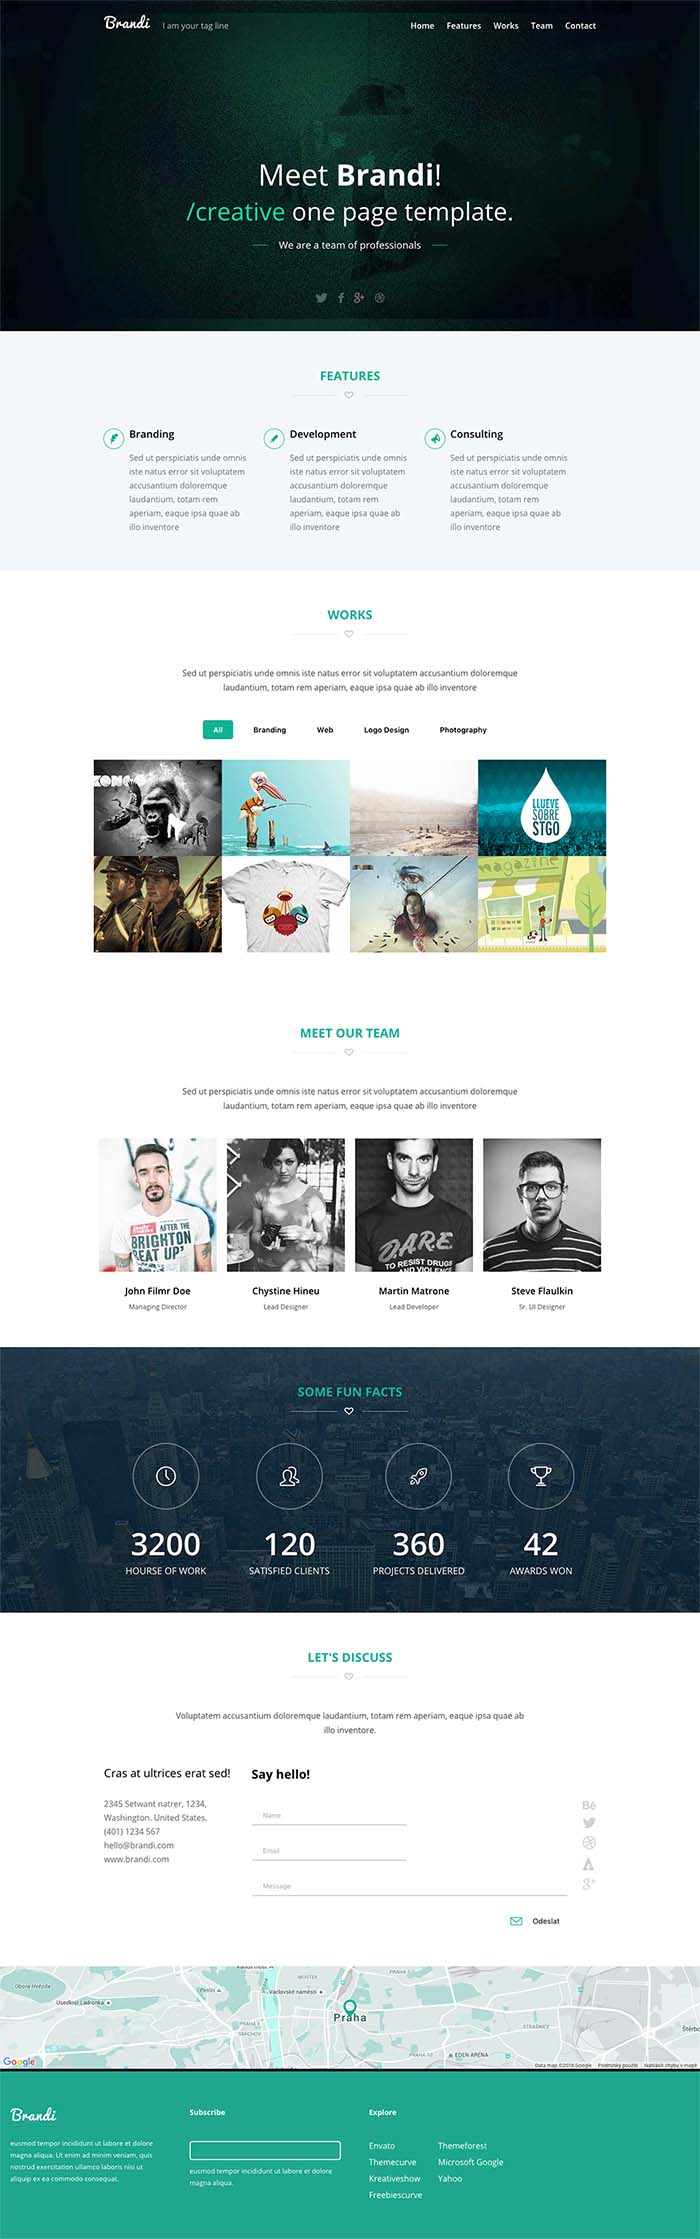 Brandi I am your tag line Home Features Works Team Contact
Meet Brandi!
/creative one page template.
We are a team of professionals
FEATURES
Branding
Sed ut perspiciatis unde omnis
iste natus error sit voluptatem
accusantium doloremque
laudantium, totam rem
aperiam, eaque ipsa quae ab
illo inventore
Development
Sed ut perspiciatis unde omnis
iste natus error sit voluptatem
accusantium doloremque
laudantium, totam rem
aperiam, eaque ipsa quae ab
illo inventore
Consulting
Sed ut perspiciatis unde omnis
iste natus error sit voluptatem
accusantium doloremque
laudantium, totam rem
aperiam, eaque ipsa quae ab
illo inventore
WORKS
Sed ut perspiciatis unde omnis iste natus error sit voluptatem accusantium doloremque
laudantium, totam rem aperiam, eaque ipsa quae ab illo inventore
All Branding Web Logo Design Photography
LLUEVE
SOBRE
STGO
magazine
MEET OUR TEAM
Sed ut perspiciatis unde omnis iste natus error sit voluptatem accusantium doloremque
laudantium, totam rem aperiam, eaque ipsa quae ab illo inventore
AFTER THE
BRIGHTON
BEAT UP'
D.A.R.E.
TO RESIST DRUGS
AND VIOLENCE
John Filmr Doe
Managing Director
Chystine Hineu
Lead Designer
Martin Matrone
Lead Developer
Steve Flaulkin
Sr. UI Designer
SOME FUN FACTS
3200
HOURSE OF WORK
120
SATISFIED CLIENTS
360
PROJECTS DELIVERED
42
AWARDS WON
LET'S DISCUSS
Voluptatem accusantium doloremque laudantium, totam rem aperiam, eaque ipsa quae ab
illo inventore.
Cras at ultrices erat sed!
2345 Setwant natrer, 1234,
Washington. United States.
(401) 1234 567
hello@brandi.com
www.brandi.com
Say hello!
Name
Email
Message
Bē
g+
Odeslat
MOSTER
Obora Hvězda
Usedlost Ladronka
Václavské náměstí
PRAHA 5
SMÍCHOV
Praha
STRAŠNICE
PRAHA 10
EDEN ARÉNA
Štěrbo
Google
Data map ©2016 Google Podmínky použití Nahlásit chybu v mapě
Brandi
eusmod tempor incididunt ut labore et dolore
magna aliqua. Ut enim ad minim veniam, quis
nostrud exercitation ullamco laboris nisi ut
aliquip ex ea commodo consequat.
Subscribe
eusmod tempor incididunt ut labore et dolore
magna aliqua.
Explore
Envato
Themecurve
Kreativeshow
Freebiescurve
Themeforest
Microsoft Google
Yahoo